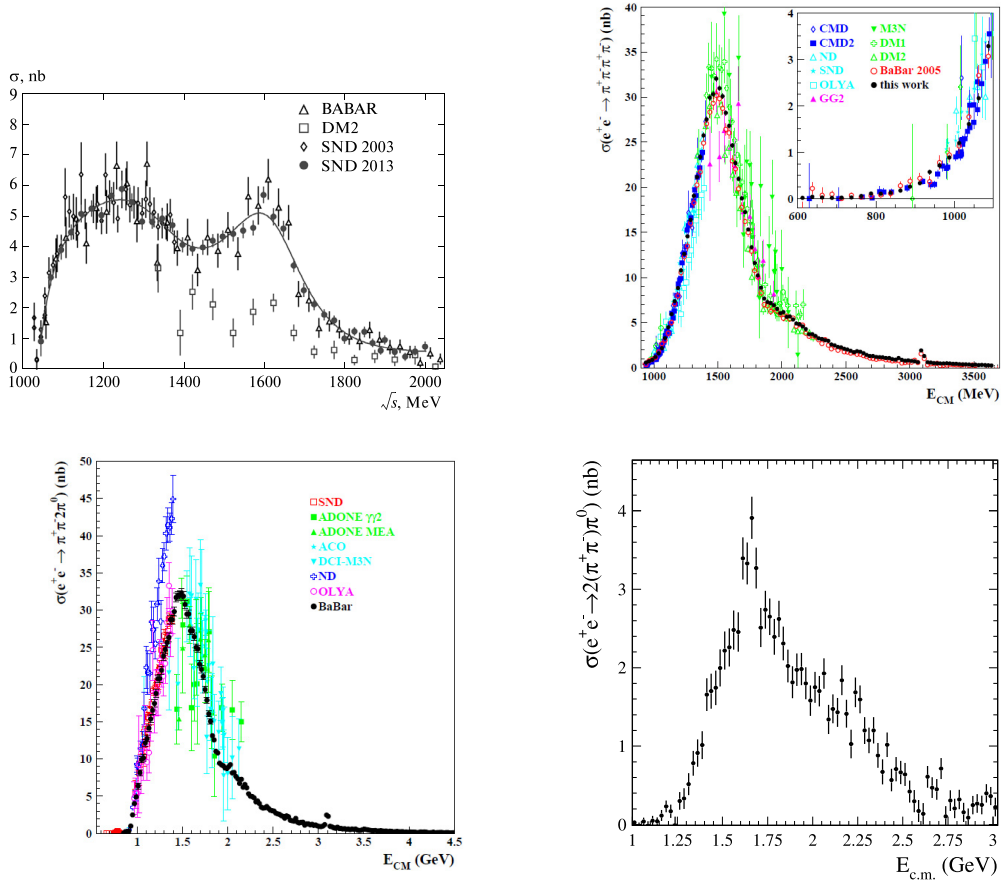 σ, nb
9
8
7
6
5
4
3
2
1
0
1000 1200 1400 1600 1800 2000
√s, MeV
BABAR
DM2
SND 2003
SND 2013
σ(e⁺e⁻ → π⁺π⁻π⁺π⁻) (nb)
40
35
30
25
20
15
10
5
0
1000 1500 2000 2500 3000 3500
E_CM (MeV)
CMD
CMD2
ND
SND
OLYA
GG2
M3N
DM1
DM2
BaBar 2005
this work
4
3
2
1
0
600 800 1000
σ(e⁺e⁻ → π⁺π⁻2π⁰) (nb)
50
45
40
35
30
25
20
15
10
5
0
1 1.5 2 2.5 3 3.5 4 4.5
E_CM (GeV)
SND
ADONE γγ2
ADONE MEA
ACO
DCI-M3N
ND
OLYA
BaBar
σ(e⁺e⁻→2(π⁺π⁻)π⁰) (nb)
4
2
0
1 1.25 1.5 1.75 2 2.25 2.5 2.75 3
E_c.m. (GeV)